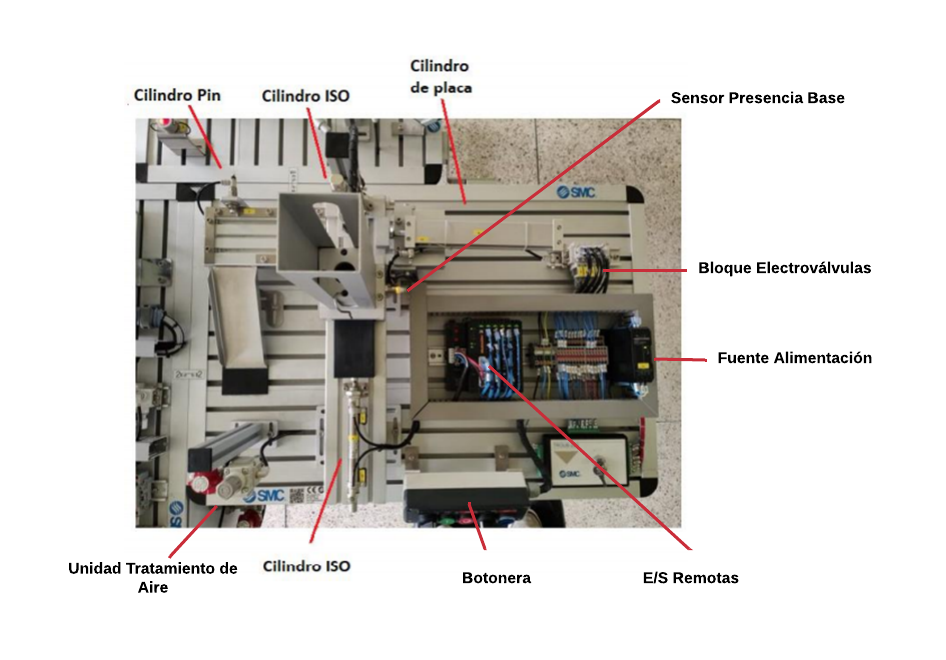 Cilindro
de placa
Cilindro Pin
Cilindro ISO
Sensor Presencia Base
SMC
Bloque Electroválvulas
Fuente Alimentación
SMC
SMC
Unidad Tratamiento de
Aire
Cilindro ISO
Botonera
E/S Remotas